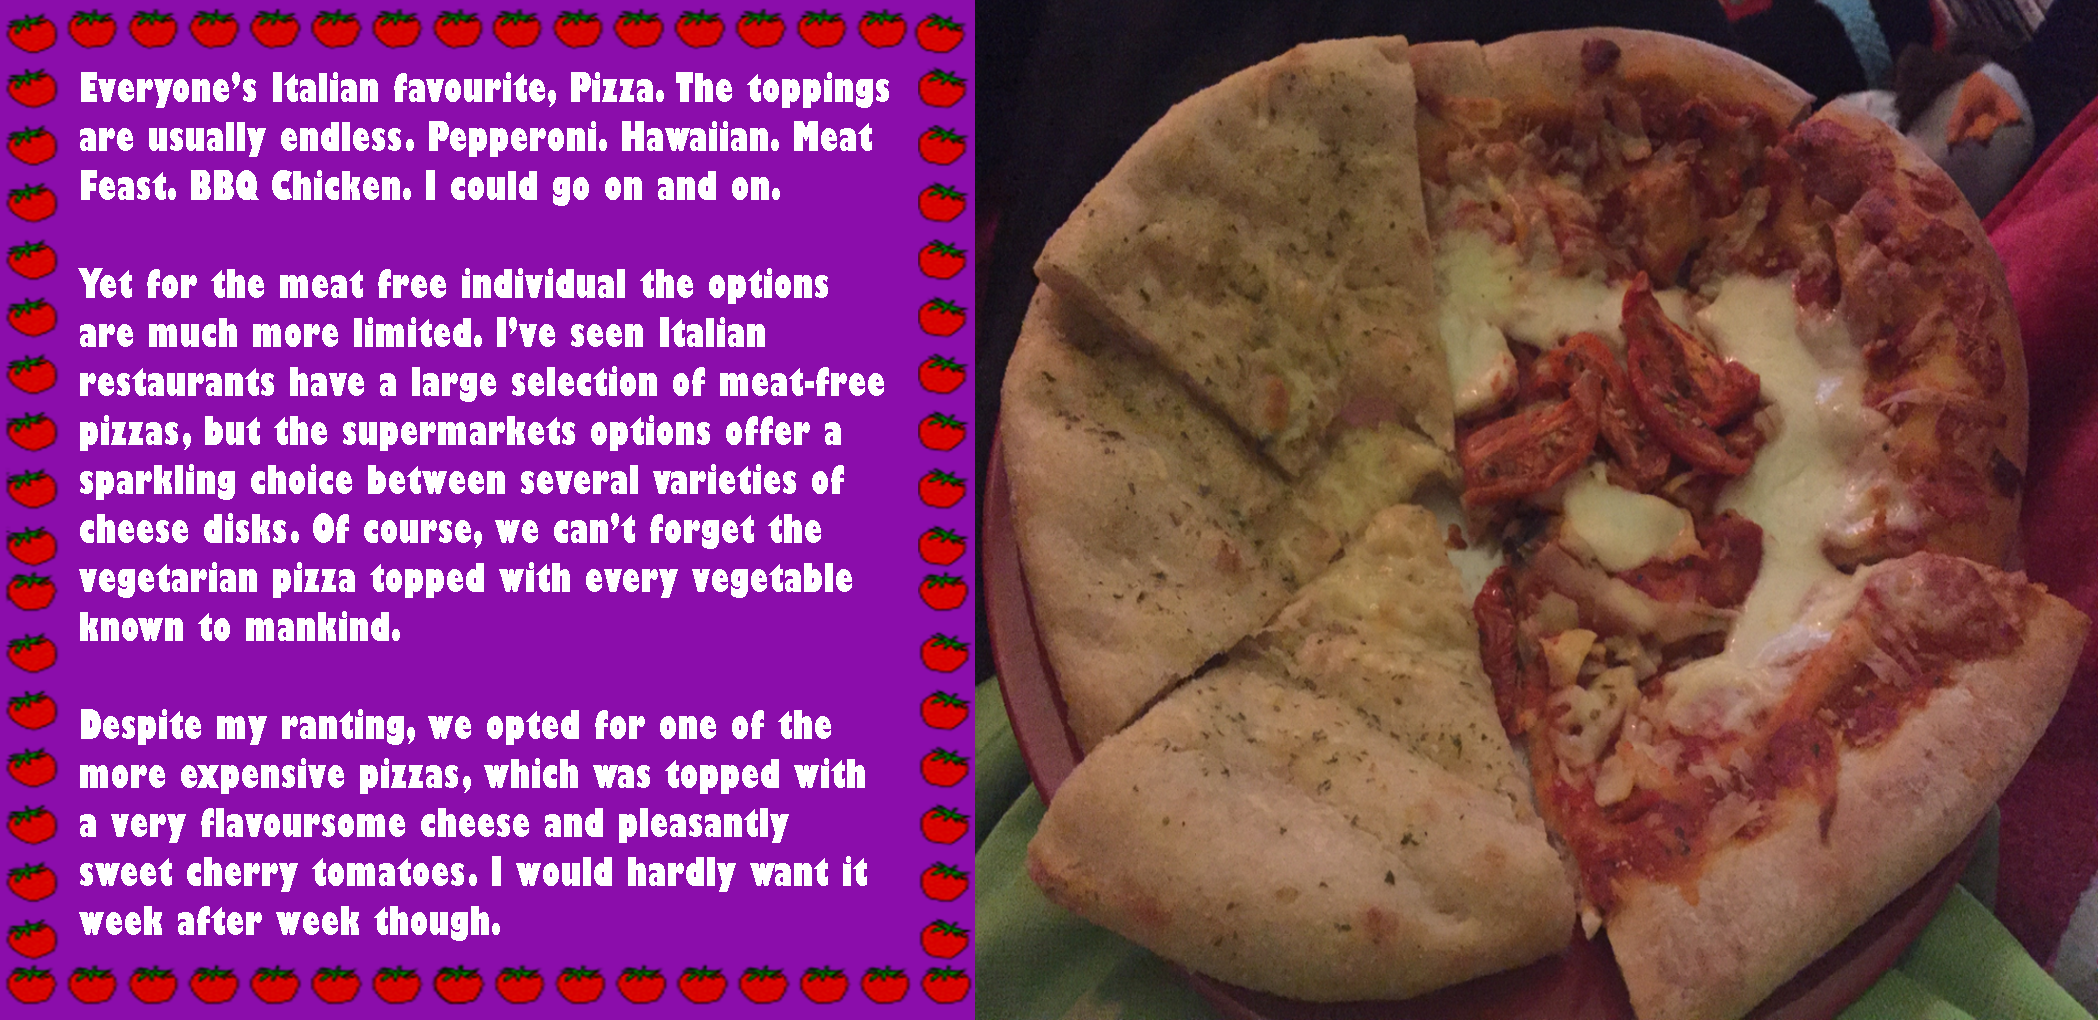 Everyone's Italian favourite, Pizza. The toppings
are usually endless. Pepperoni. Hawaiian. Meat
Feast. BBQ Chicken. I could go on and on.
Yet for the meat free individual the options
are much more limited. I've seen Italian
restaurants have a large selection of meat-free
pizzas, but the supermarkets options offer a
sparkling choice between several varieties of
cheese disks. Of course, we can't forget the
vegetarian pizza topped with every vegetable
known to mankind.
Despite my ranting, we opted for one of the
more expensive pizzas, which was topped with
a very flavoursome cheese and pleasantly
sweet cherry tomatoes. I would hardly want it
week after week though.